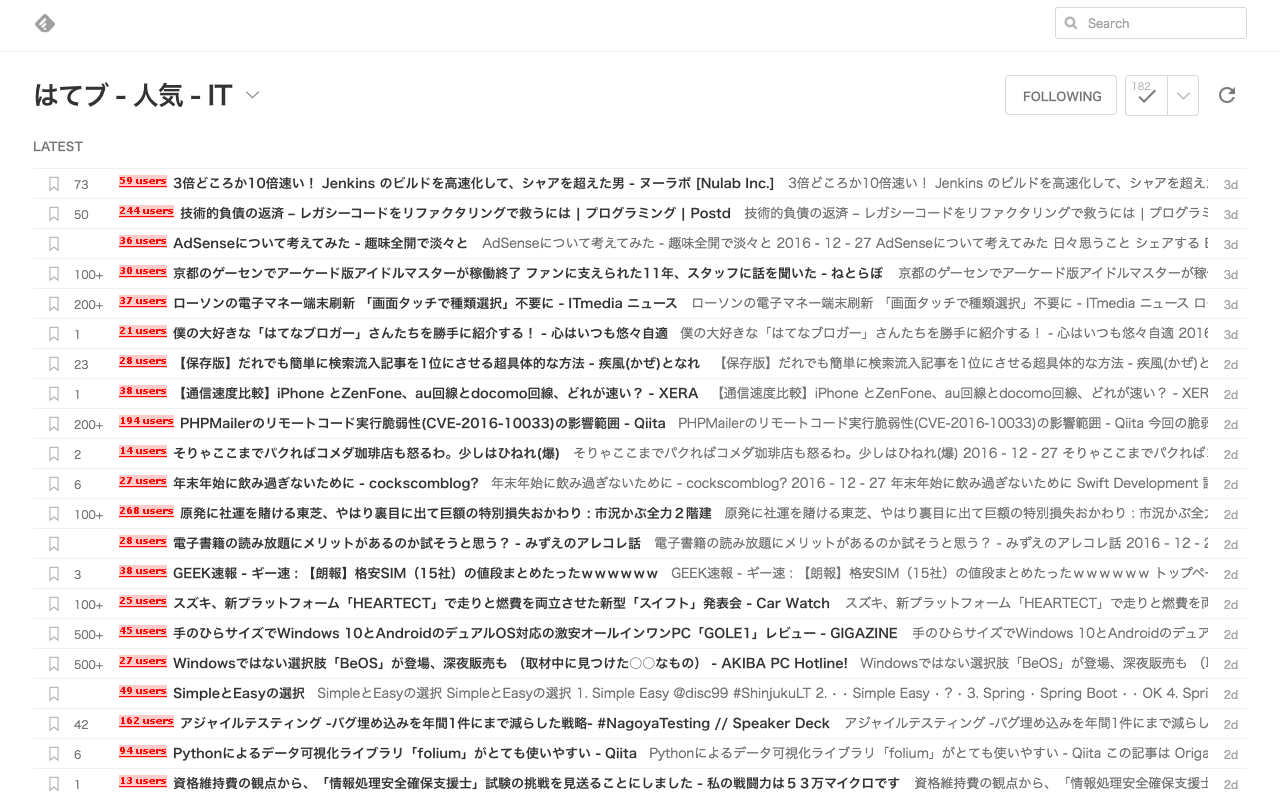 Search
はてブ - 人気 - IT
FOLLOWING
182
LATEST
73 59 users 3倍どころか10倍速い！ Jenkins のビルドを高速化して、シャアを超えた男 - ヌーラボ [Nulab Inc.] 3倍どころか10倍速い！ Jenkins のビルドを高速化して、シャアを超え 3d
50 244 users 技術的負債の返済 – レガシーコードをリファクタリングで救うには | プログラミング | Postd 技術的負債の返済 – レガシーコードをリファクタリングで救うには | プログラミ 3d
36 users AdSenseについて考えてみた - 趣味全開で淡々と AdSenseについて考えてみた - 趣味全開で淡々と 2016 - 12 - 27 AdSenseについて考えてみた 日々思うこと シェアする 3d
100+ 30 users 京都のゲーセンでアーケード版アイドルマスターが稼働終了 ファンに支えられた11年、スタッフに話を聞いた - ねとらぼ 京都のゲーセンでアーケード版アイドルマスターが稼 3d
200+ 37 users ローソンの電子マネー端末刷新 「画面タッチで種類選択」不要に - ITmedia ニュース ローソンの電子マネー端末刷新 「画面タッチで種類選択」不要に - ITmedia ニュース ロ 3d
1 21 users 僕の大好きな「はてなブロガー」さんたちを勝手に紹介する！ - 心はいつも悠々自適 僕の大好きな「はてなブロガー」さんたちを勝手に紹介する！ - 心はいつも悠々自適 2016 3d
23 28 users 【保存版】だれでも簡単に検索流入記事を1位にさせる超具体的な方法 - 疾風(かぜ)となれ 【保存版】だれでも簡単に検索流入記事を1位にさせる超具体的な方法 - 疾風(かぜ)と 2d
1 38 users 【通信速度比較】iPhone とZenFone、au回線とdocomo回線、どれが速い？ - XERA 【通信速度比較】iPhone とZenFone、au回線とdocomo回線、どれが速い？ - XER 2d
200+ 194 users PHPMailerのリモートコード実行脆弱性(CVE-2016-10033)の影響範囲 - Qiita PHPMailerのリモートコード実行脆弱性(CVE-2016-10033)の影響範囲 - Qiita 今回の脆弱 2d
2 14 users そりゃここまでパクればコメダ珈琲店も怒るわ。少しはひねれ(爆) そりゃここまでパクればコメダ珈琲店も怒るわ。少しはひねれ(爆) 2016 - 12 - 27 そりゃここまでパクればコメダ 2d
6 27 users 年末年始に飲み過ぎないために - cockscomblog? 年末年始に飲み過ぎないために - cockscomblog? 2016 - 12 - 27 年末年始に飲み過ぎないために Swift Development 2d
100+ 268 users 原発に社運を賭ける東芝、やはり裏目に出て巨額の特別損失おかわり : 市況かぶ全力２階建 原発に社運を賭ける東芝、やはり裏目に出て巨額の特別損失おかわり : 市況かぶ全力 2d
28 users 電子書籍の読み放題にメリットがあるのか試そうと思う？ - みずえのアレコレ話 電子書籍の読み放題にメリットがあるのか試そうと思う？ - みずえのアレコレ話 2016 - 12 - 2 2d
3 38 users GEEK速報 - ギー速 : 【朗報】格安SIM（15社）の値段まとめたったｗｗｗｗｗｗ GEEK速報 - ギー速 : 【朗報】格安SIM（15社）の値段まとめたったｗｗｗｗｗｗ トップペー 2d
100+ 25 users スズキ、新プラットフォーム「HEARTECT」で走りと燃費を両立させた新型「スイフト」発表会 - Car Watch スズキ、新プラットフォーム「HEARTECT」で走りと燃費を両 2d
500+ 45 users 手のひらサイズでWindows 10とAndroidのデュアルOS対応の激安オールインワンPC「GOLE1」レビュー - GIGAZINE 手のひらサイズでWindows 10とAndroidのデュア 2d
500+ 27 users Windowsではない選択肢「BeOS」が登場、深夜販売も （取材中に見つけた○○なもの） - AKIBA PC Hotline! Windowsではない選択肢「BeOS」が登場、深夜販売も （ 2d
49 users SimpleとEasyの選択 SimpleとEasyの選択 SimpleとEasyの選択 1. Simple Easy @disc99 #ShinjukuLT 2. · · Simple Easy · ? · 3. Spring · Spring Boot · · OK 4. Spri 2d
42 162 users アジャイルテスティング -バグ埋め込みを年間1件にまで減らした戦略- #NagoyaTesting // Speaker Deck アジャイルテスティング -バグ埋め込みを年間1件にまで減らし 2d
6 94 users Pythonによるデータ可視化ライブラリ「folium」がとても使いやすい - Qiita Pythonによるデータ可視化ライブラリ「folium」がとても使いやすい - Qiita この記事は Origa 2d
1 13 users 資格維持費の観点から、「情報処理安全確保支援士」試験の挑戦を見送ることにしました - 私の戦闘力は５３万マイクロです 資格維持費の観点から、「情報処理安全確保支援士 2d